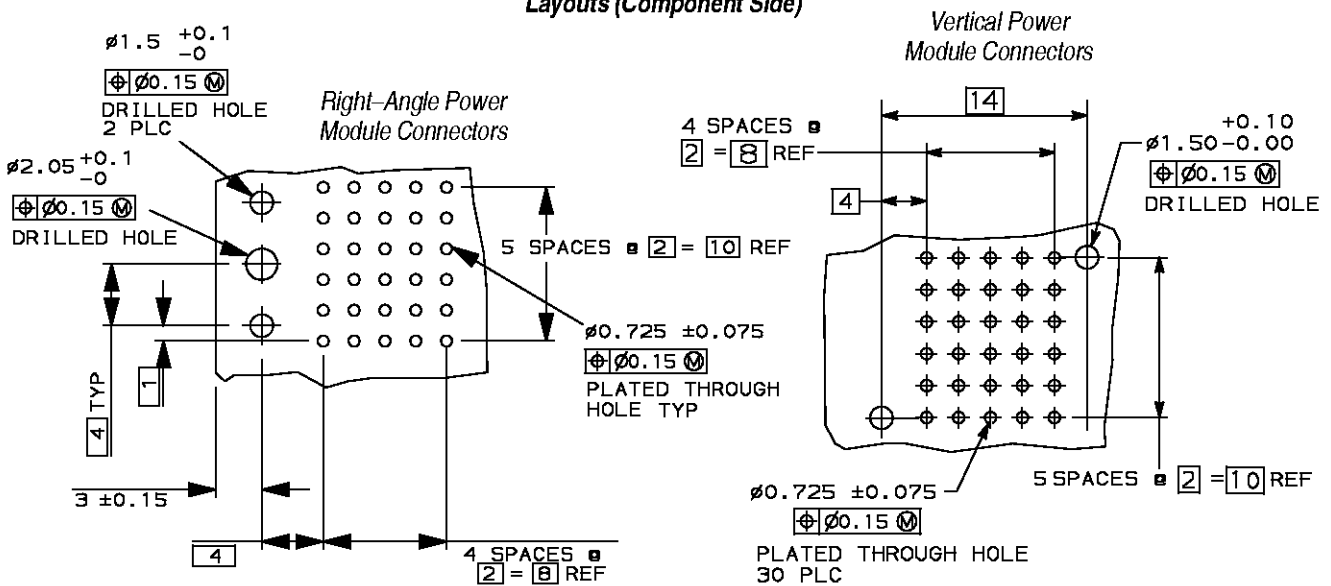 Layouts (Component Side)
Vertical Power
Module Connectors
Right–Angle Power
Module Connectors
ø1.5 +0.1
-0
⌖ ø0.15 Ⓜ
DRILLED HOLE
2 PLC
ø2.05 +0.1
-0
⌖ ø0.15 Ⓜ
DRILLED HOLE
5 SPACES @ 2 = 10 REF
ø0.725 ±0.075
⌖ ø0.15 Ⓜ
PLATED THROUGH
HOLE TYP
4 TYP
1
3 ±0.15
4
4 SPACES @
2 = 8 REF
14
4 SPACES @
2 = 8 REF
4
+0.10
ø1.50-0.00
⌖ ø0.15 Ⓜ
DRILLED HOLE
5 SPACES @ 2 = 10 REF
ø0.725 ±0.075
⌖ ø0.15 Ⓜ
PLATED THROUGH HOLE
30 PLC